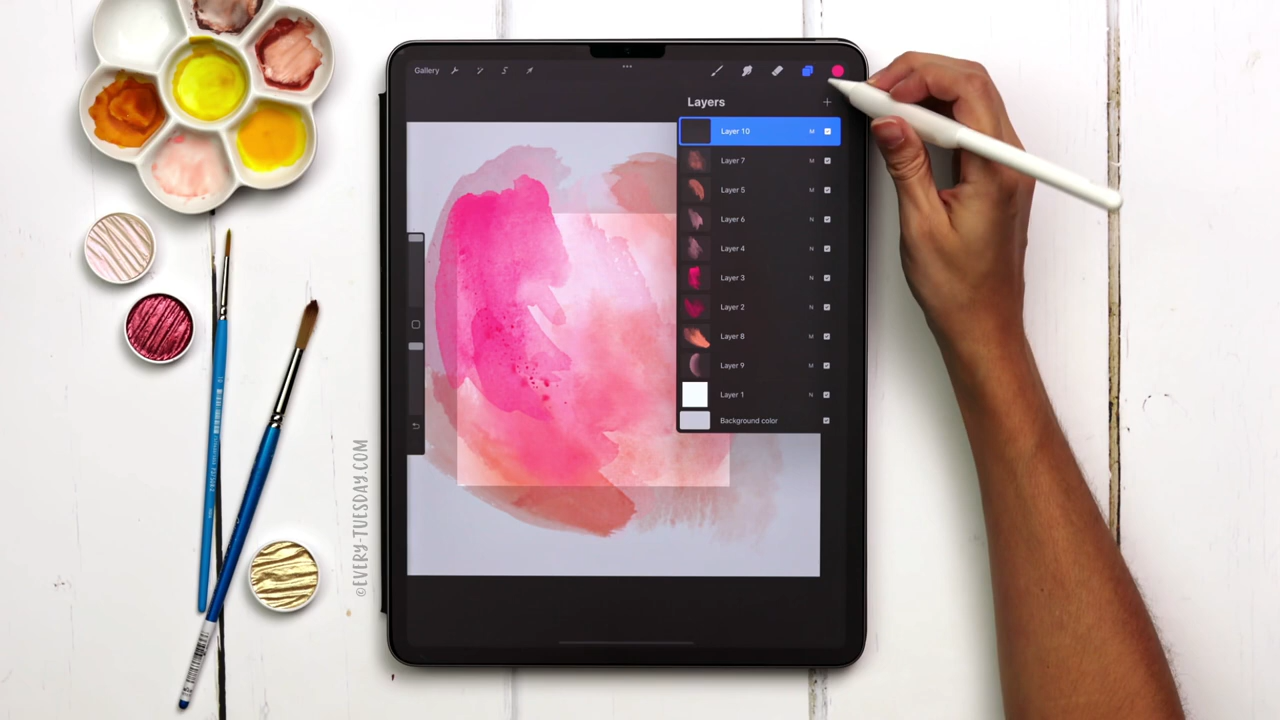 Gallery
Layers
Layer 10 M
Layer 7 M
Layer 5 M
Layer 6 N
Layer 4 N
Layer 3 N
Layer 2 N
Layer 8 M
Layer 9 M
Layer 1 N
Background color
©EVERY-TUESDAY.COM